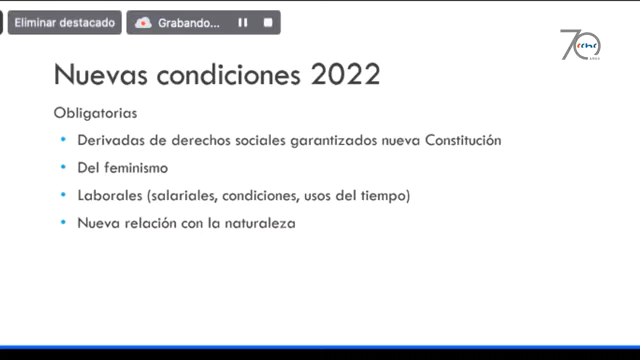 Eliminar destacado
Grabando...
70
Nuevas condiciones 2022
Obligatorias
• Derivadas de derechos sociales garantizados nueva Constitución
• Del feminismo
• Laborales (salariales, condiciones, usos del tiempo)
• Nueva relación con la naturaleza